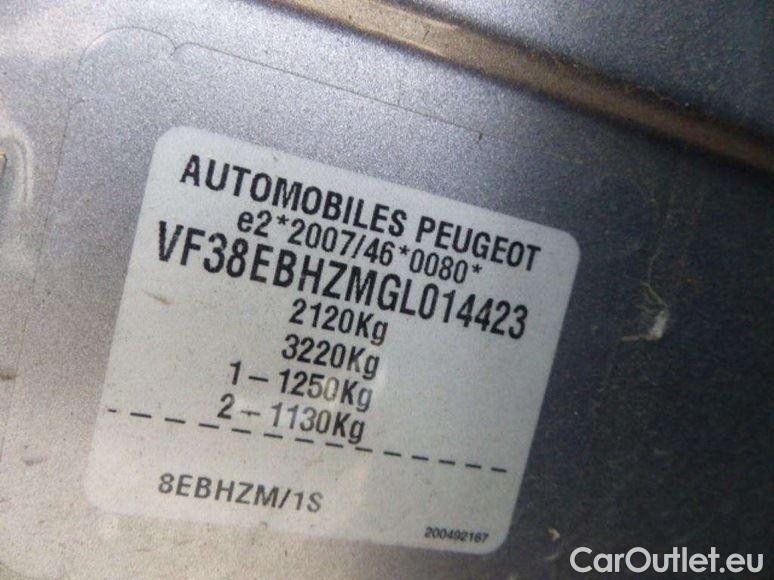 AUTOMOBILES PEUGEOT
e2*2007/46*0080*
VF38EBHZMGL014423
2120Kg
3220Kg
1-1250Kg
2-1130Kg
8EBHZM/1S
200492167
CarOutlet.eu